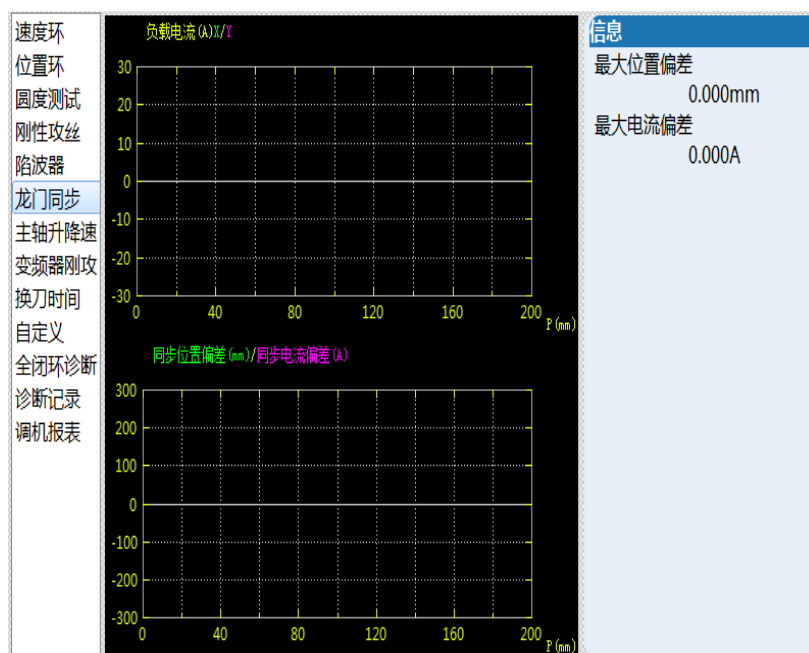 速度环
位置环
圆度测试
刚性攻丝
陷波器
龙门同步
主轴升降速
变频器刚攻
换刀时间
自定义
全闭环诊断
诊断记录
调机报表
负载电流(A)X/Y
30
20
10
0
-10
-20
-30
0 40 80 120 160 200
P(mm)
同步位置偏差(mm)/同步电流偏差(A)
300
200
100
0
-100
-200
-300
0 40 80 120 160 200
P(mm)
信息
最大位置偏差
0.000mm
最大电流偏差
0.000A